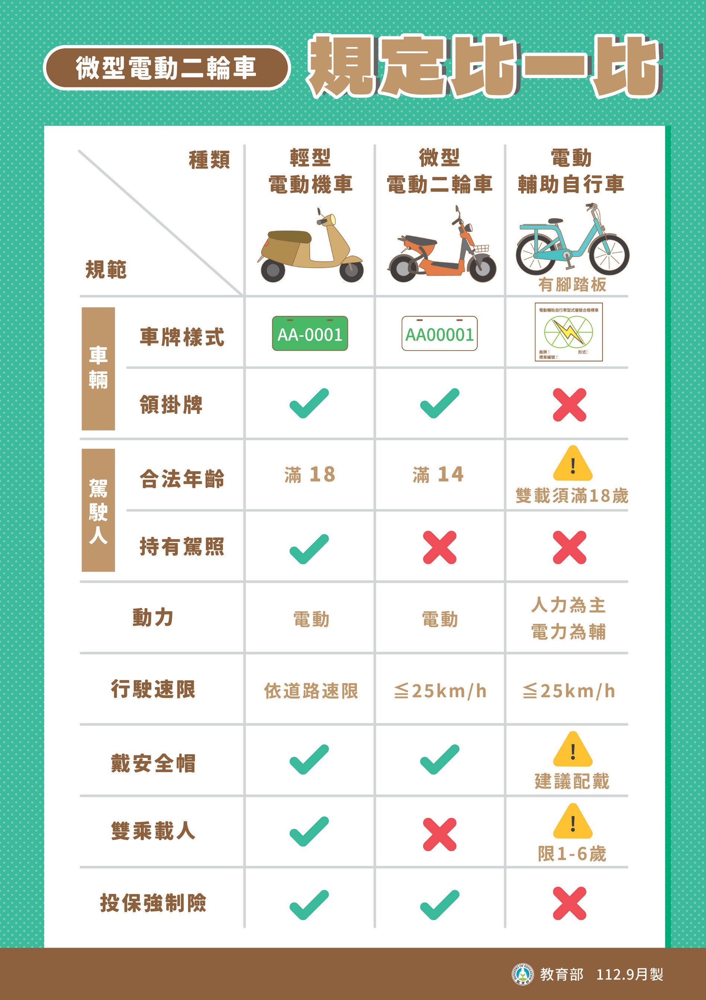 微型電動二輪車
規定比一比
種類
規範
輕型
電動機車
微型
電動二輪車
電動
輔助自行車
有腳踏板
車輛
車牌樣式
AA-0001
AA00001
電動輔助自行車型式審驗合格標章
廠牌： 形式：
標章編號：
領掛牌
駕駛人
合法年齡
滿 18
滿 14
!
雙載須滿18歲
持有駕照
動力
電動
電動
人力為主
電力為輔
行駛速限
依道路速限
≦25km/h
≦25km/h
戴安全帽
!
建議配戴
雙乘載人
!
限1-6歲
投保強制險
MINISTRY OF EDUCATION
教育部
教育部 112.9月製